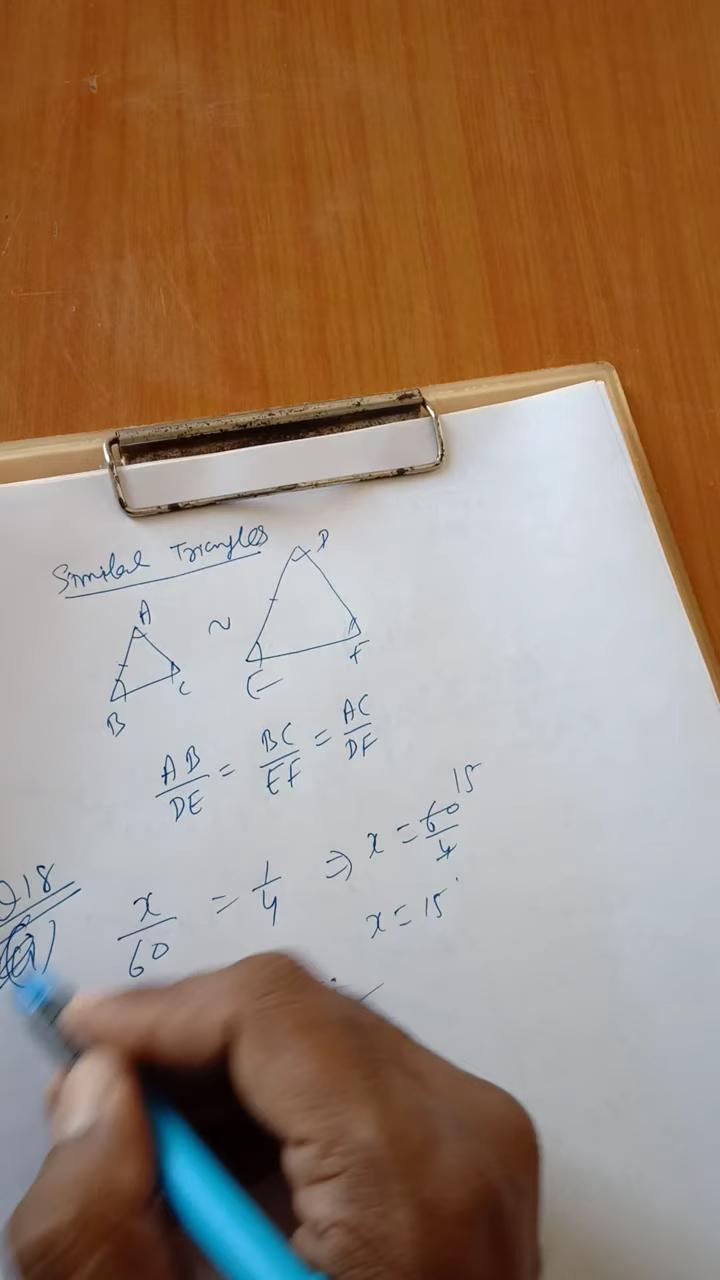 Similar Triangles
A ~ D
B C E F
AB/DE = BC/EF = AC/DF
Q18
x/60 = 1/4 ⇒ x = 60/4 15
x = 15